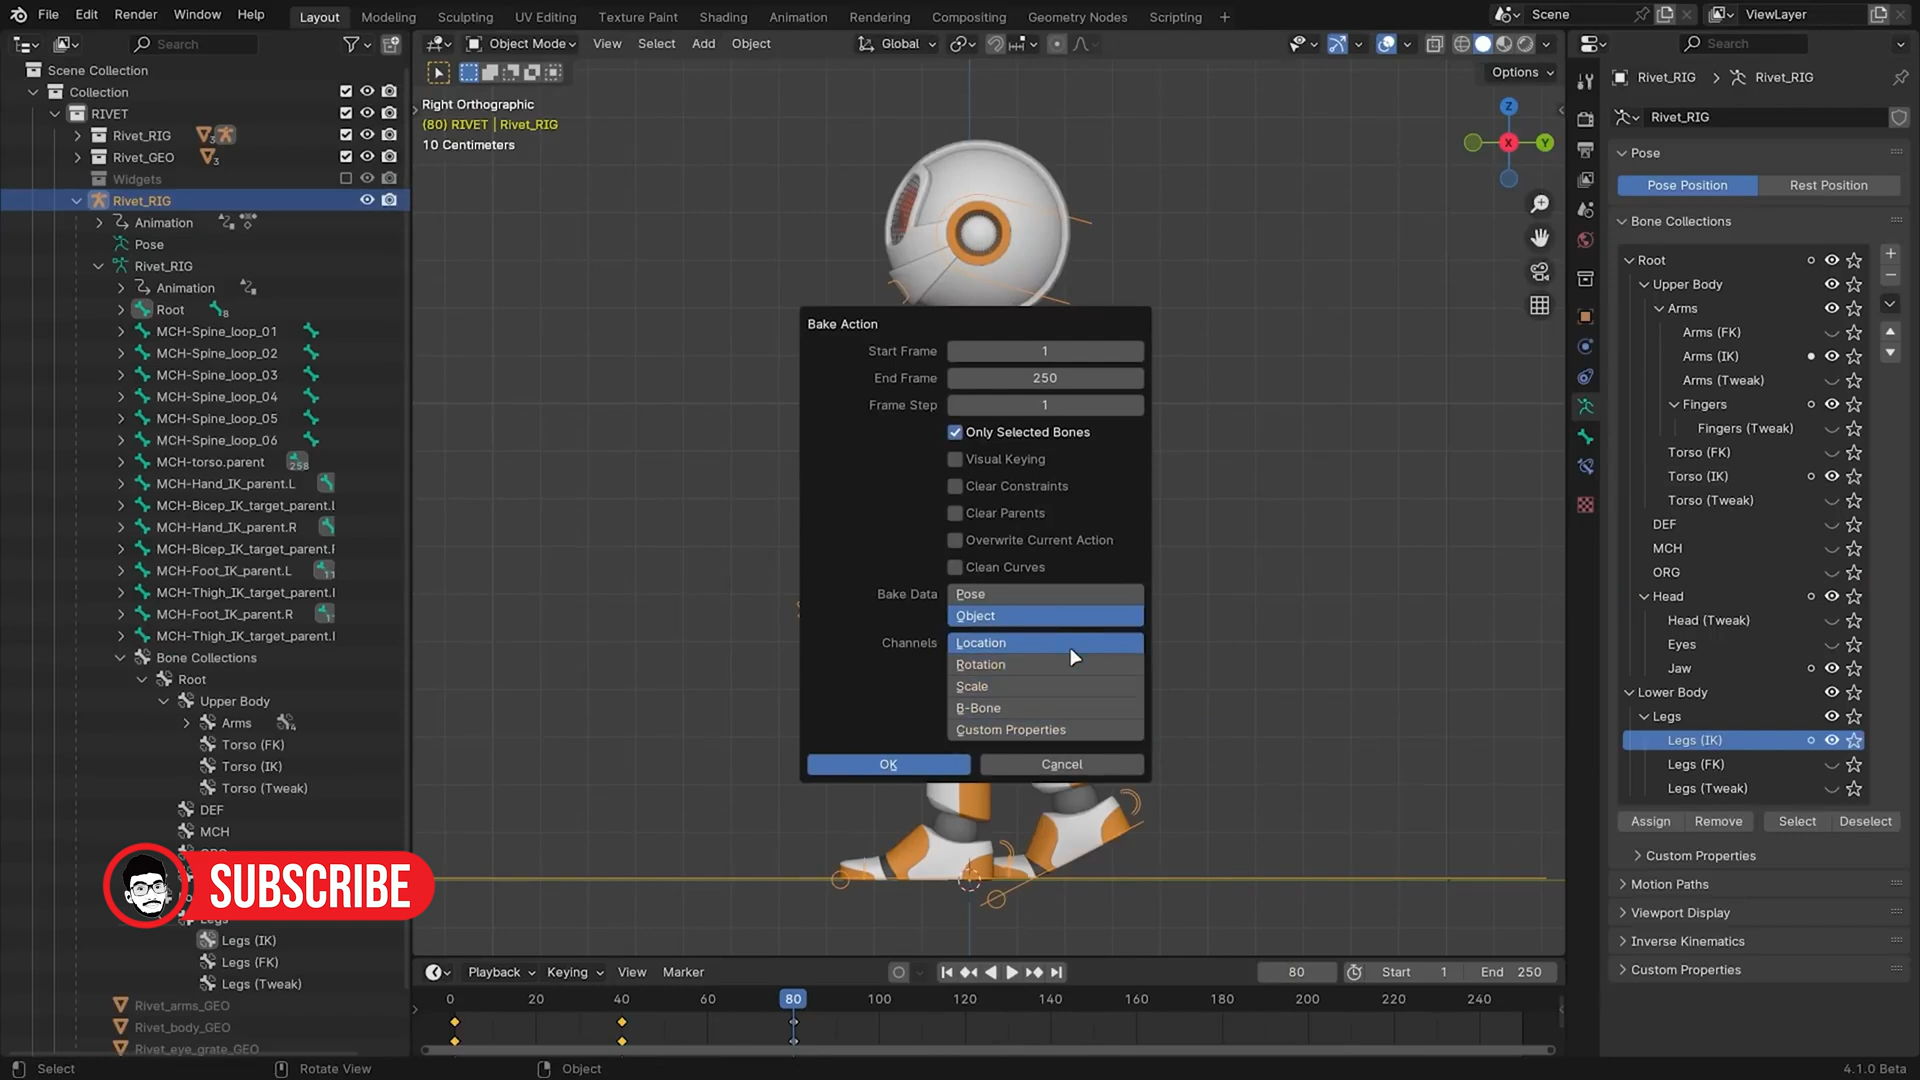 File Edit Render Window Help Layout Modeling Sculpting UV Editing Texture Paint Shading Animation Rendering Compositing Geometry Nodes Scripting + Scene ViewLayer
Search Object Mode View Select Add Object Global Search
Options
Scene Collection
Collection
RIVET
Rivet_RIG
Rivet_GEO
Widgets
Rivet_RIG
Animation
Pose
Rivet_RIG
Animation
Root
MCH-Spine_loop_01
MCH-Spine_loop_02
MCH-Spine_loop_03
MCH-Spine_loop_04
MCH-Spine_loop_05
MCH-Spine_loop_06
MCH-torso.parent
MCH-Hand_IK_parent.L
MCH-Bicep_IK_target_parent.L
MCH-Hand_IK_parent.R
MCH-Bicep_IK_target_parent.
MCH-Foot_IK_parent.L
MCH-Thigh_IK_target_parent.
MCH-Foot_IK_parent.R
MCH-Thigh_IK_target_parent.
Bone Collections
Root
Upper Body
Arms
Torso (FK)
Torso (IK)
Torso (Tweak)
DEF
MCH
SUBSCRIBE
Legs
Legs (IK)
Legs (FK)
Legs (Tweak)
Rivet_arms_GEO
Rivet_body_GEO
Rivet_eye_grate_GEO
Right Orthographic
(80) RIVET | Rivet_RIG
10 Centimeters
Z
X
Y
Bake Action
Start Frame 1
End Frame 250
Frame Step 1
Only Selected Bones
Visual Keying
Clear Constraints
Clear Parents
Overwrite Current Action
Clean Curves
Bake Data Pose
Object
Channels Location
Rotation
Scale
B-Bone
Custom Properties
OK Cancel
Rivet_RIG > Rivet_RIG
Rivet_RIG
Pose
Pose Position Rest Position
Bone Collections
Root
Upper Body
Arms
Arms (FK)
Arms (IK)
Arms (Tweak)
Fingers
Fingers (Tweak)
Torso (FK)
Torso (IK)
Torso (Tweak)
DEF
MCH
ORG
Head
Head (Tweak)
Eyes
Jaw
Lower Body
Legs
Legs (IK)
Legs (FK)
Legs (Tweak)
Assign Remove Select Deselect
Custom Properties
Motion Paths
Viewport Display
Inverse Kinematics
Custom Properties
Playback Keying View Marker 80 Start 1 End 250
0 20 40 60 80 100 120 140 160 180 200 220 240
Select Rotate View Object 4.1.0 Beta